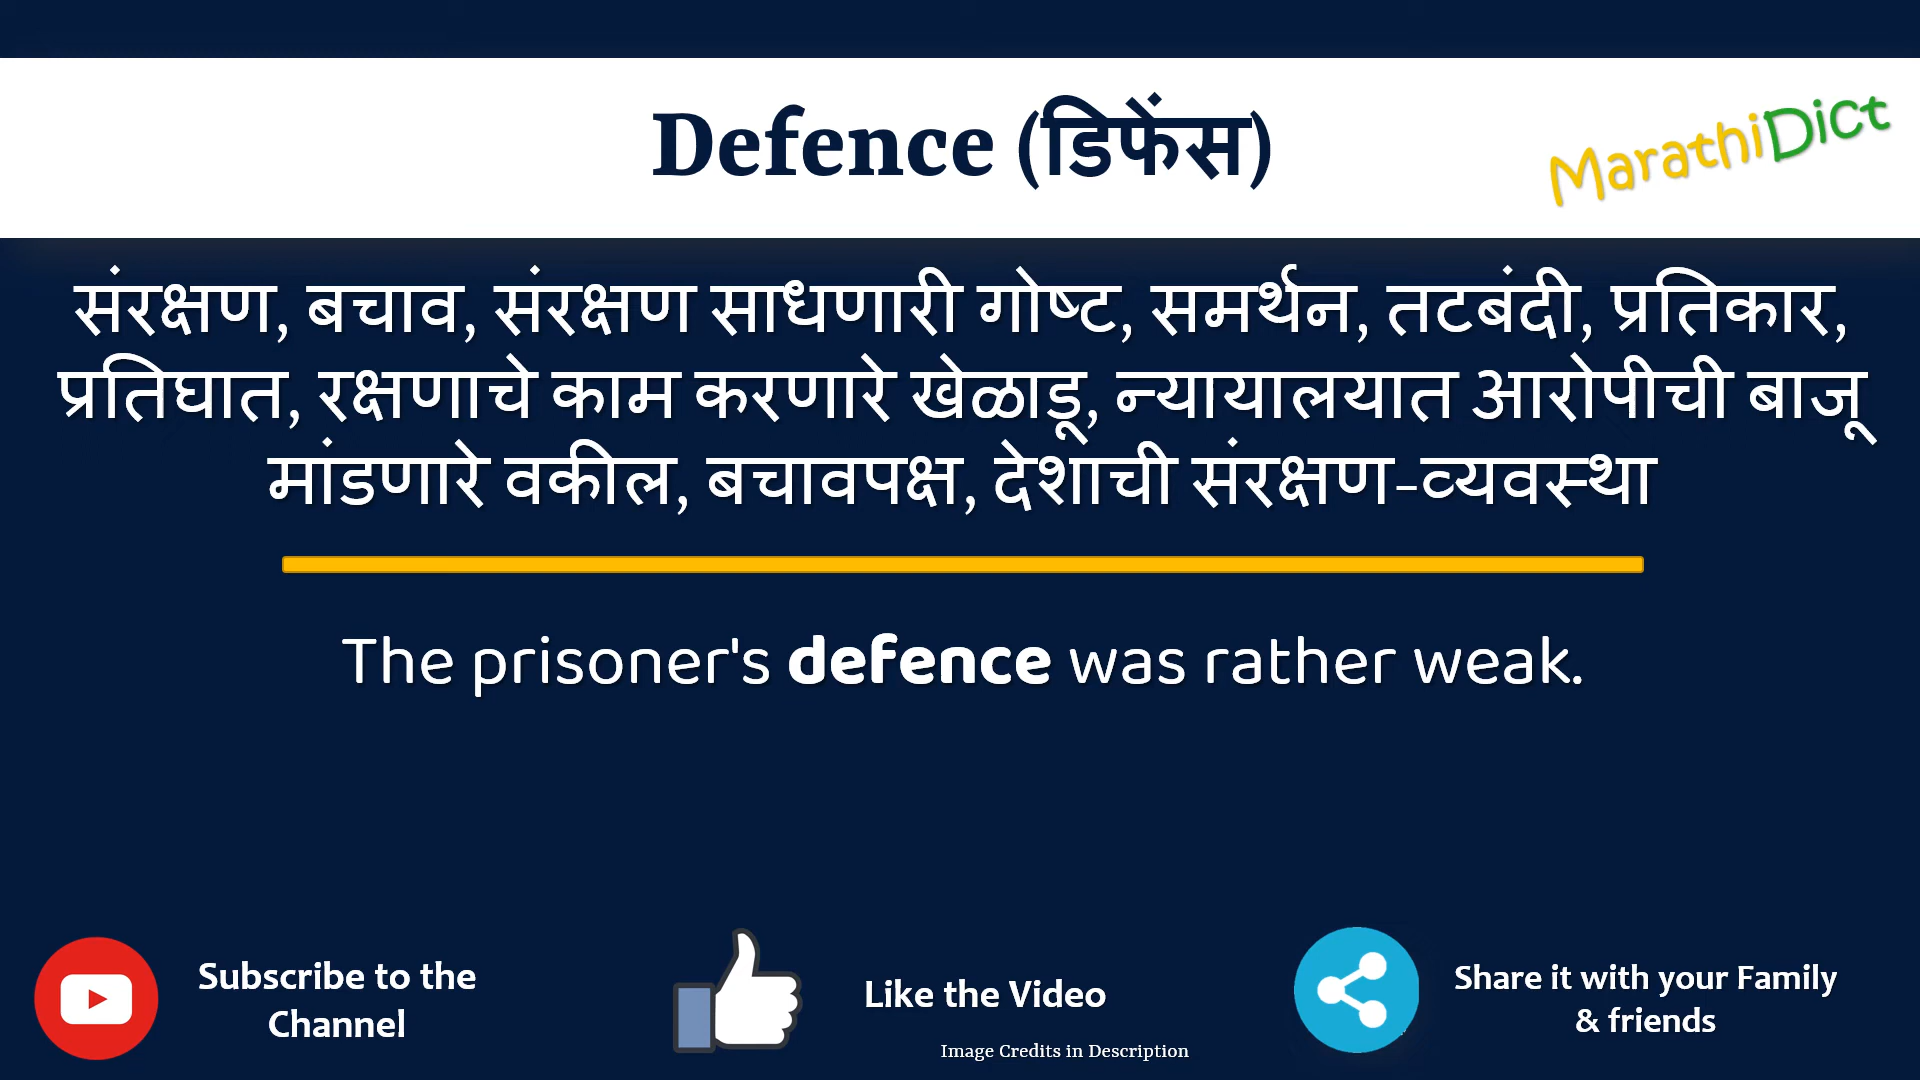 Defence (डिफेंस)
MarathiDict
संरक्षण, बचाव, संरक्षण साधणारी गोष्ट, समर्थन, तटबंदी, प्रतिकार,
प्रतिघात, रक्षणाचे काम करणारे खेळाडू, न्यायालयात आरोपीची बाजू
मांडणारे वकील, बचावपक्ष, देशाची संरक्षण-व्यवस्था
The prisoner's defence was rather weak.
Subscribe to the
Channel
Like the Video
Share it with your Family
& friends
Image Credits in Description